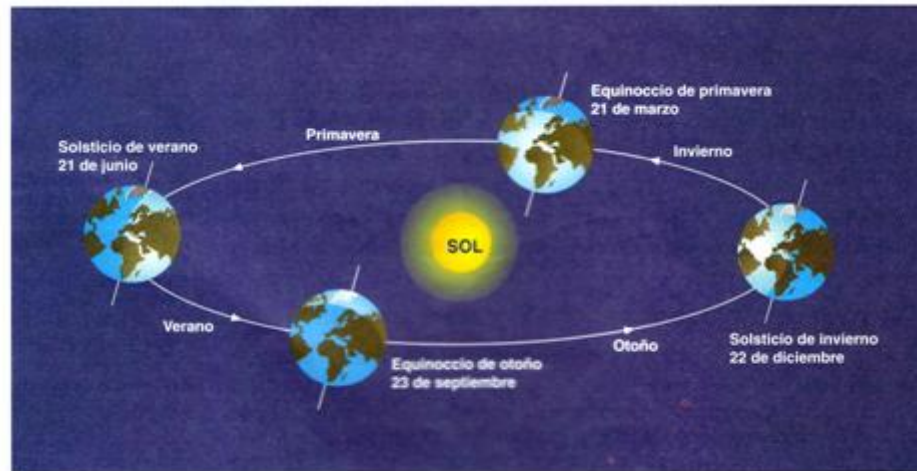 Equinoccio de primavera
21 de marzo
Primavera
Invierno
Solsticio de verano
21 de junio
SOL
Verano
Otoño
Solsticio de invierno
22 de diciembre
Equinoccio de otoño
23 de septiembre